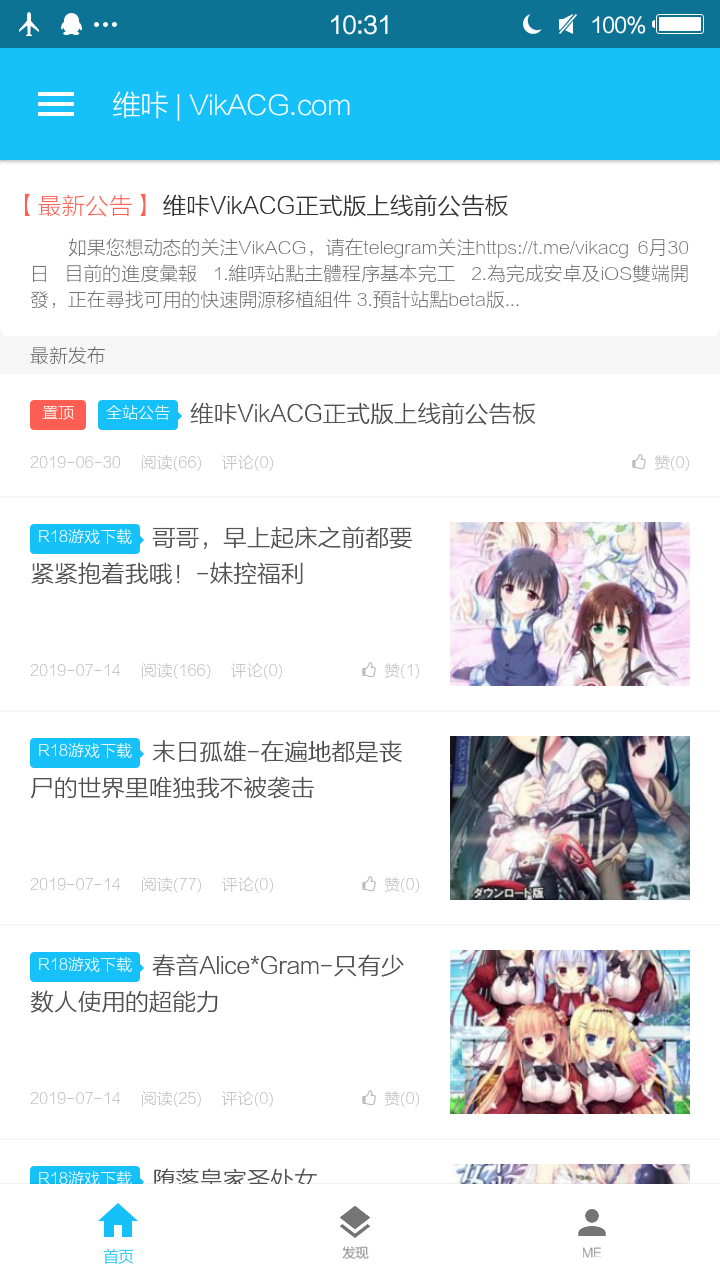 10:31
100%
维咔 | VikACG.com
【 最新公告 】 维咔VikACG正式版上线前公告板
如果您想动态的关注VikACG，请在telegram关注https://t.me/vikacg 6月30
日 目前的進度彙報 1.維哢站點主體程序基本完工 2.為完成安卓及iOS雙端開
發，正在尋找可用的快速開源移植組件 3.預計站點beta版...
最新发布
置顶 全站公告 维咔VikACG正式版上线前公告板
2019-06-30 阅读(66) 评论(0) 赞(0)
R18游戏下载 哥哥，早上起床之前都要
紧紧抱着我哦！-妹控福利
2019-07-14 阅读(166) 评论(0) 赞(1)
R18游戏下载 末日孤雄-在遍地都是丧
尸的世界里唯独我不被袭击
2019-07-14 阅读(77) 评论(0) 赞(0)
ダウンロード版
R18游戏下载 春音Alice*Gram-只有少
数人使用的超能力
2019-07-14 阅读(25) 评论(0) 赞(0)
R18游戏下载 堕落皇家圣处女
首页 发现 ME